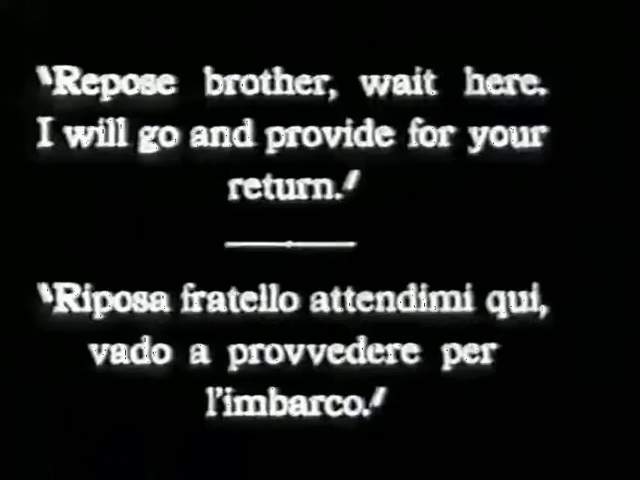 "Repose brother, wait here.
I will go and provide for your
return."
"Riposa fratello attendimi qui,
vado a provvedere per
l'imbarco."